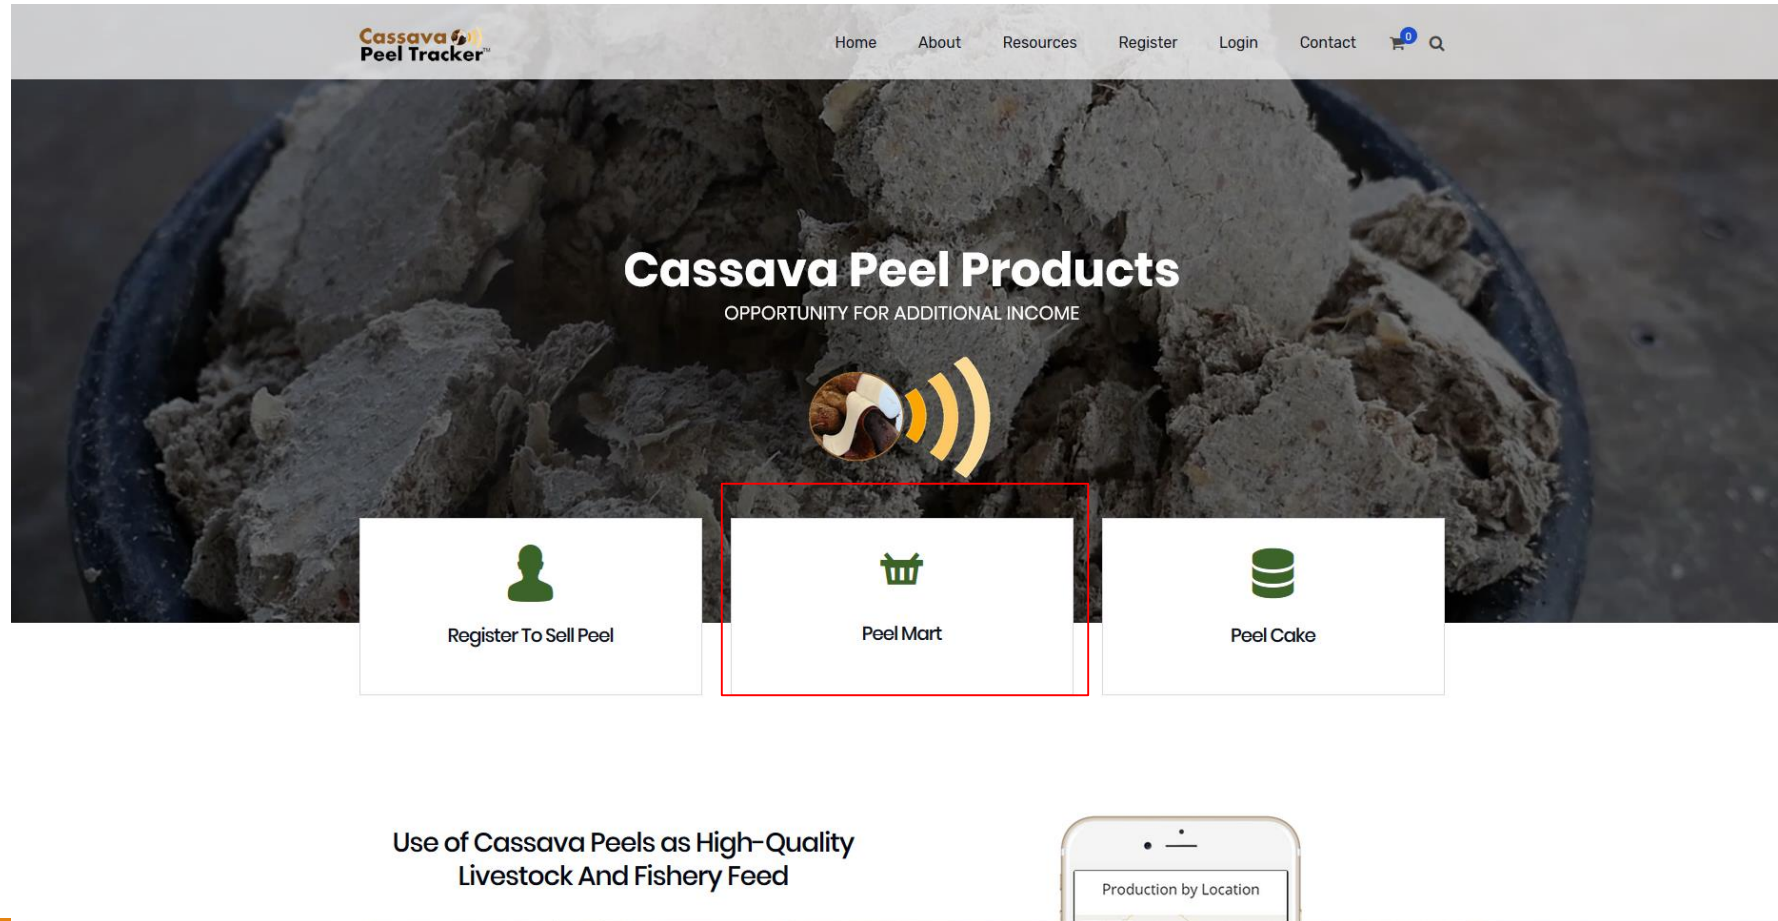 Cassava
Peel Tracker™
Home About Resources Register Login Contact 0
Cassava Peel Products
OPPORTUNITY FOR ADDITIONAL INCOME
Register To Sell Peel
Peel Mart
Peel Cake
Use of Cassava Peels as High-Quality
Livestock And Fishery Feed
Production by Location